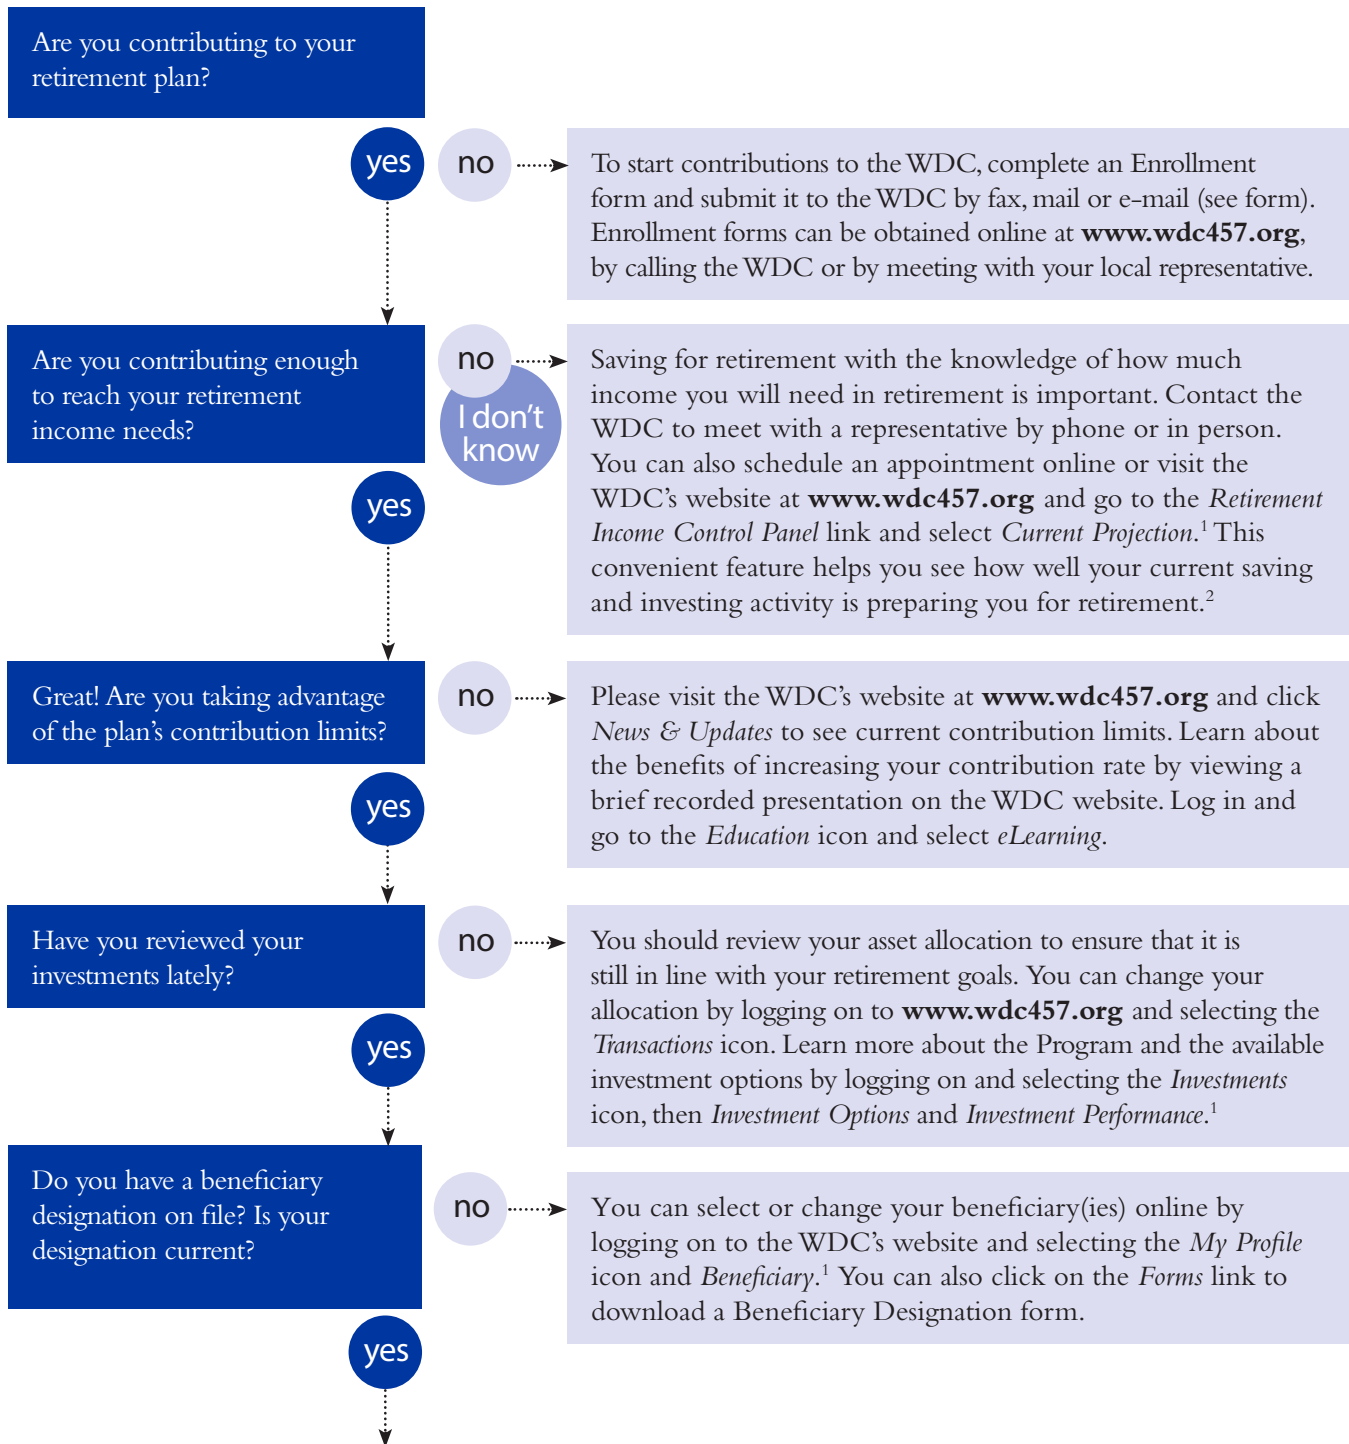 Are you contributing to your
retirement plan?
yes
no
To start contributions to the WDC, complete an Enrollment
form and submit it to the WDC by fax, mail or e-mail (see form).
Enrollment forms can be obtained online at www.wdc457.org,
by calling the WDC or by meeting with your local representative.
Are you contributing enough
to reach your retirement
income needs?
no
I don't
know
yes
Saving for retirement with the knowledge of how much
income you will need in retirement is important. Contact the
WDC to meet with a representative by phone or in person.
You can also schedule an appointment online or visit the
WDC's website at www.wdc457.org and go to the Retirement
Income Control Panel link and select Current Projection.1 This
convenient feature helps you see how well your current saving
and investing activity is preparing you for retirement.2
Great! Are you taking advantage
of the plan's contribution limits?
yes
no
Please visit the WDC's website at www.wdc457.org and click
News & Updates to see current contribution limits. Learn about
the benefits of increasing your contribution rate by viewing a
brief recorded presentation on the WDC website. Log in and
go to the Education icon and select eLearning.
Have you reviewed your
investments lately?
yes
no
You should review your asset allocation to ensure that it is
still in line with your retirement goals. You can change your
allocation by logging on to www.wdc457.org and selecting the
Transactions icon. Learn more about the Program and the available
investment options by logging on and selecting the Investments
icon, then Investment Options and Investment Performance.1
Do you have a beneficiary
designation on file? Is your
designation current?
yes
no
You can select or change your beneficiary(ies) online by
logging on to the WDC's website and selecting the My Profile
icon and Beneficiary.1 You can also click on the Forms link to
download a Beneficiary Designation form.